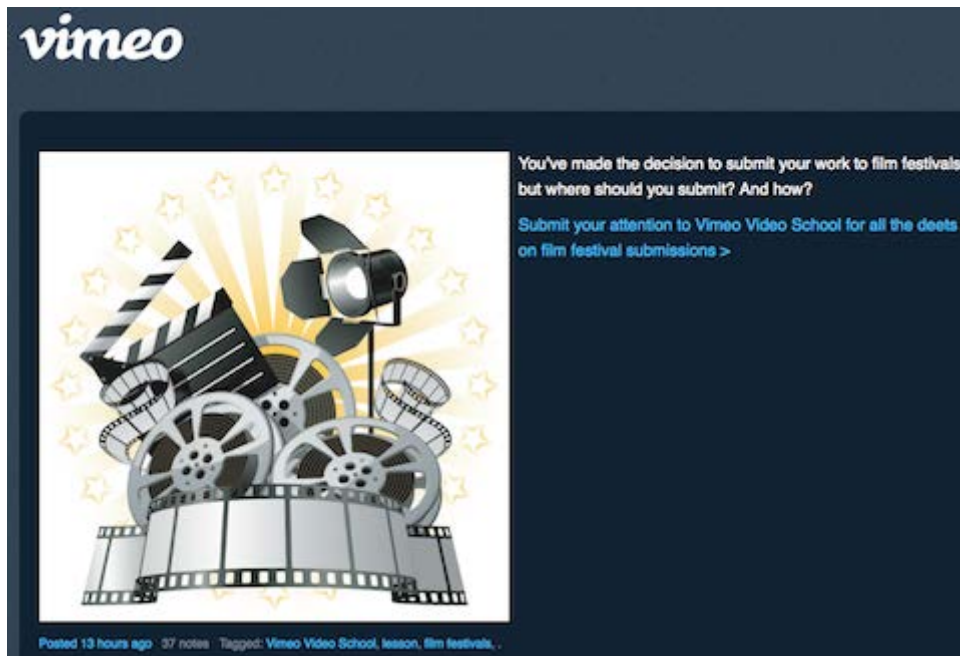 vimeo
You've made the decision to submit your work to film festivals
but where should you submit? And how?
Submit your attention to Vimeo Video School for all the deets
on film festival submissions >
Posted 13 hours ago 37 notes Tagged: Vimeo Video School, lesson, film festivals, .